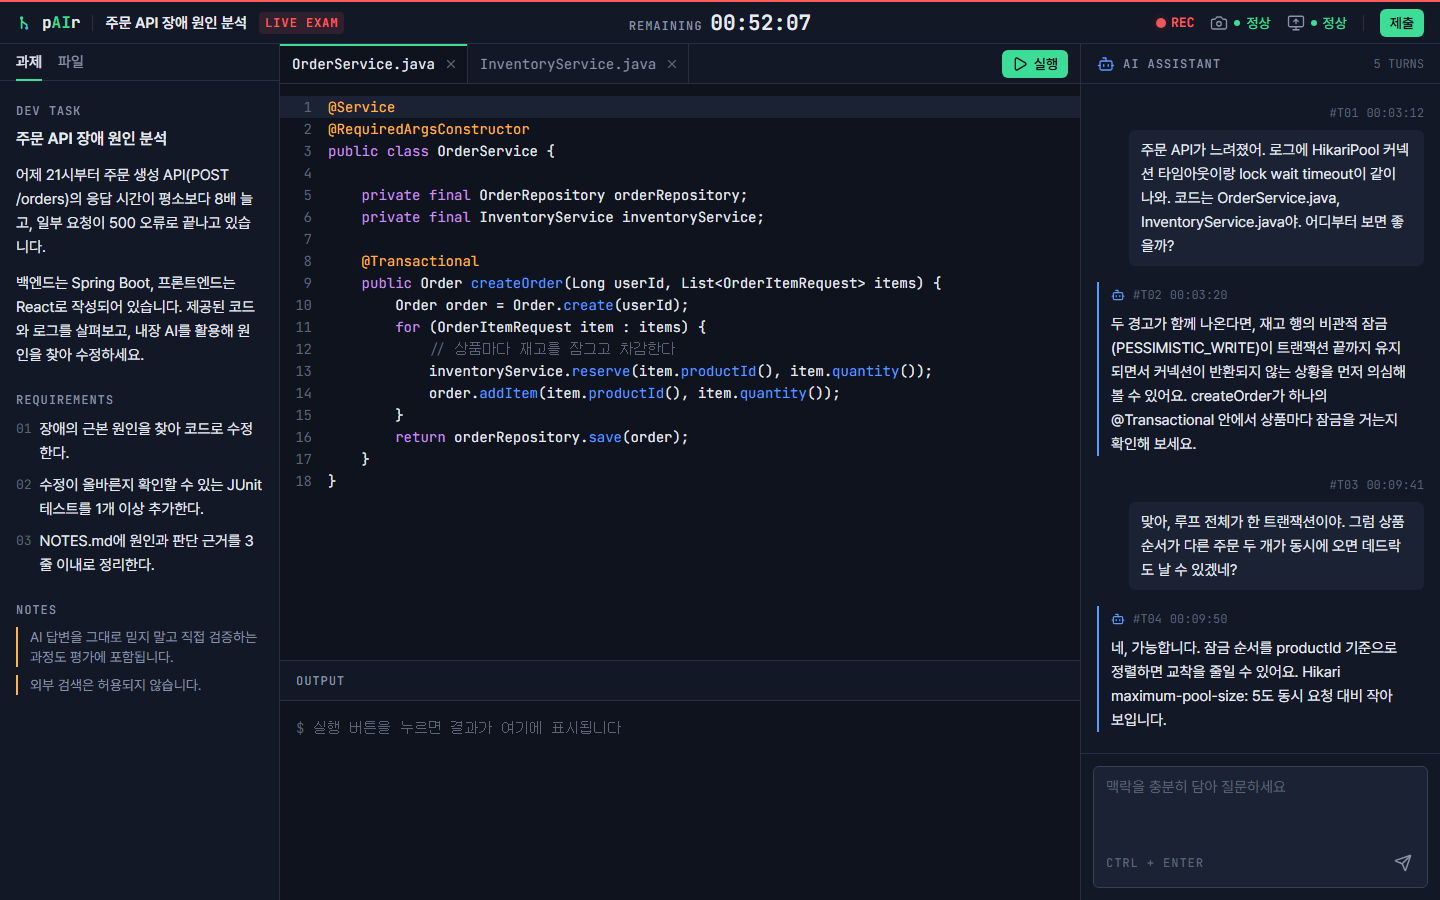 pAIr
주문 API 장애 원인 분석
LIVE EXAM
REMAINING 00:52:07
REC
정상
정상
제출
과제
파일
DEV TASK
주문 API 장애 원인 분석
어제 21시부터 주문 생성 API(POST
/orders)의 응답 시간이 평소보다 8배 늘
고, 일부 요청이 500 오류로 끝나고 있습
니다.
백엔드는 Spring Boot, 프론트엔드는
React로 작성되어 있습니다. 제공된 코드
와 로그를 살펴보고, 내장 AI를 활용해 원
인을 찾아 수정하세요.
REQUIREMENTS
01 장애의 근본 원인을 찾아 코드로 수정
한다.
02 수정이 올바른지 확인할 수 있는 JUnit
테스트를 1개 이상 추가한다.
03 NOTES.md에 원인과 판단 근거를 3
줄 이내로 정리한다.
NOTES
AI 답변을 그대로 믿지 말고 직접 검증하는
과정도 평가에 포함됩니다.
외부 검색은 허용되지 않습니다.
OrderService.java ×
InventoryService.java ×
실행
1 @Service
2 @RequiredArgsConstructor
3 public class OrderService {
4
5     private final OrderRepository orderRepository;
6     private final InventoryService inventoryService;
7
8     @Transactional
9     public Order createOrder(Long userId, List<OrderItemRequest> items) {
10         Order order = Order.create(userId);
11         for (OrderItemRequest item : items) {
12             // 상품마다 재고를 잠그고 차감한다
13             inventoryService.reserve(item.productId(), item.quantity());
14             order.addItem(item.productId(), item.quantity());
15         }
16         return orderRepository.save(order);
17     }
18 }
OUTPUT
$ 실행 버튼을 누르면 결과가 여기에 표시됩니다
AI ASSISTANT
5 TURNS
#T01 00:03:12
주문 API가 느려졌어. 로그에 HikariPool 커넥
션 타임아웃이랑 lock wait timeout이 같이
나와. 코드는 OrderService.java,
InventoryService.java야. 어디부터 보면 좋
을까?
#T02 00:03:20
두 경고가 함께 나온다면, 재고 행의 비관적 잠금
(PESSIMISTIC_WRITE)이 트랜잭션 끝까지 유지
되면서 커넥션이 반환되지 않는 상황을 먼저 의심해
볼 수 있어요. createOrder가 하나의
@Transactional 안에서 상품마다 잠금을 거는지
확인해 보세요.
#T03 00:09:41
맞아, 루프 전체가 한 트랜잭션이야. 그럼 상품
순서가 다른 주문 두 개가 동시에 오면 데드락
도 날 수 있겠네?
#T04 00:09:50
네, 가능합니다. 잠금 순서를 productId 기준으로
정렬하면 교착을 줄일 수 있어요. Hikari
maximum-pool-size: 5도 동시 요청 대비 작아
보입니다.
맥락을 충분히 담아 질문하세요
CTRL + ENTER